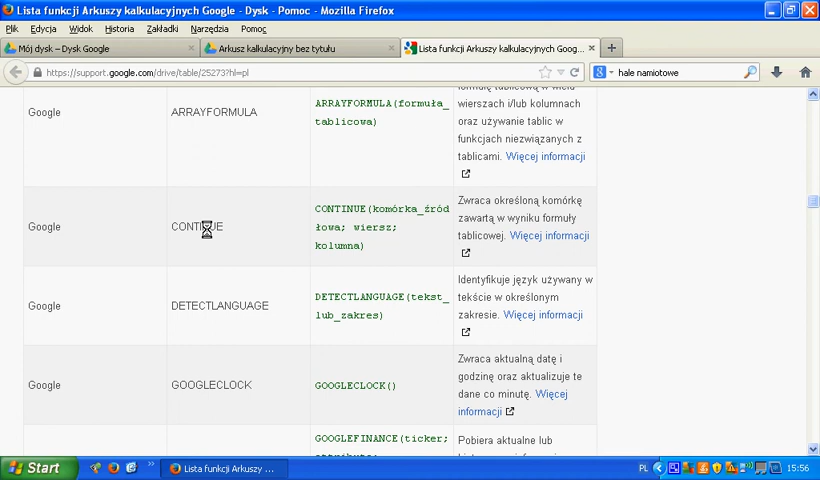 Lista funkcji Arkuszy kalkulacyjnych Google - Dysk - Pomoc - Mozilla Firefox
Plik Edycja Widok Historia Zakładki Narzędzia Pomoc
Mój dysk – Dysk Google
Arkusz kalkulacyjny bez tytułu
Lista funkcji Arkuszy kalkulacyjnych Goog...
https://support.google.com/drive/table/25273?hl=pl
hale namiotowe
Google
ARRAYFORMULA
ARRAYFORMULA(formuła_
tablicowa)
formułę tablicową w wielu
wierszach i/lub kolumnach
oraz używanie tablic w
funkcjach niezwiązanych z
tablicami. Więcej informacji
Google
CONTINUE
CONTINUE(komórka_źród
łowa; wiersz;
kolumna)
Zwraca określoną komórkę
zawartą w wyniku formuły
tablicowej. Więcej informacji
Google
DETECTLANGUAGE
DETECTLANGUAGE(tekst_
lub_zakres)
Identyfikuje język używany w
tekście w określonym
zakresie. Więcej informacji
Google
GOOGLECLOCK
GOOGLECLOCK()
Zwraca aktualną datę i
godzinę oraz aktualizuje te
dane co minutę. Więcej
informacji
GOOGLEFINANCE(ticker;
Pobiera aktualne lub
Start
Lista funkcji Arkuszy ...
PL
15:56